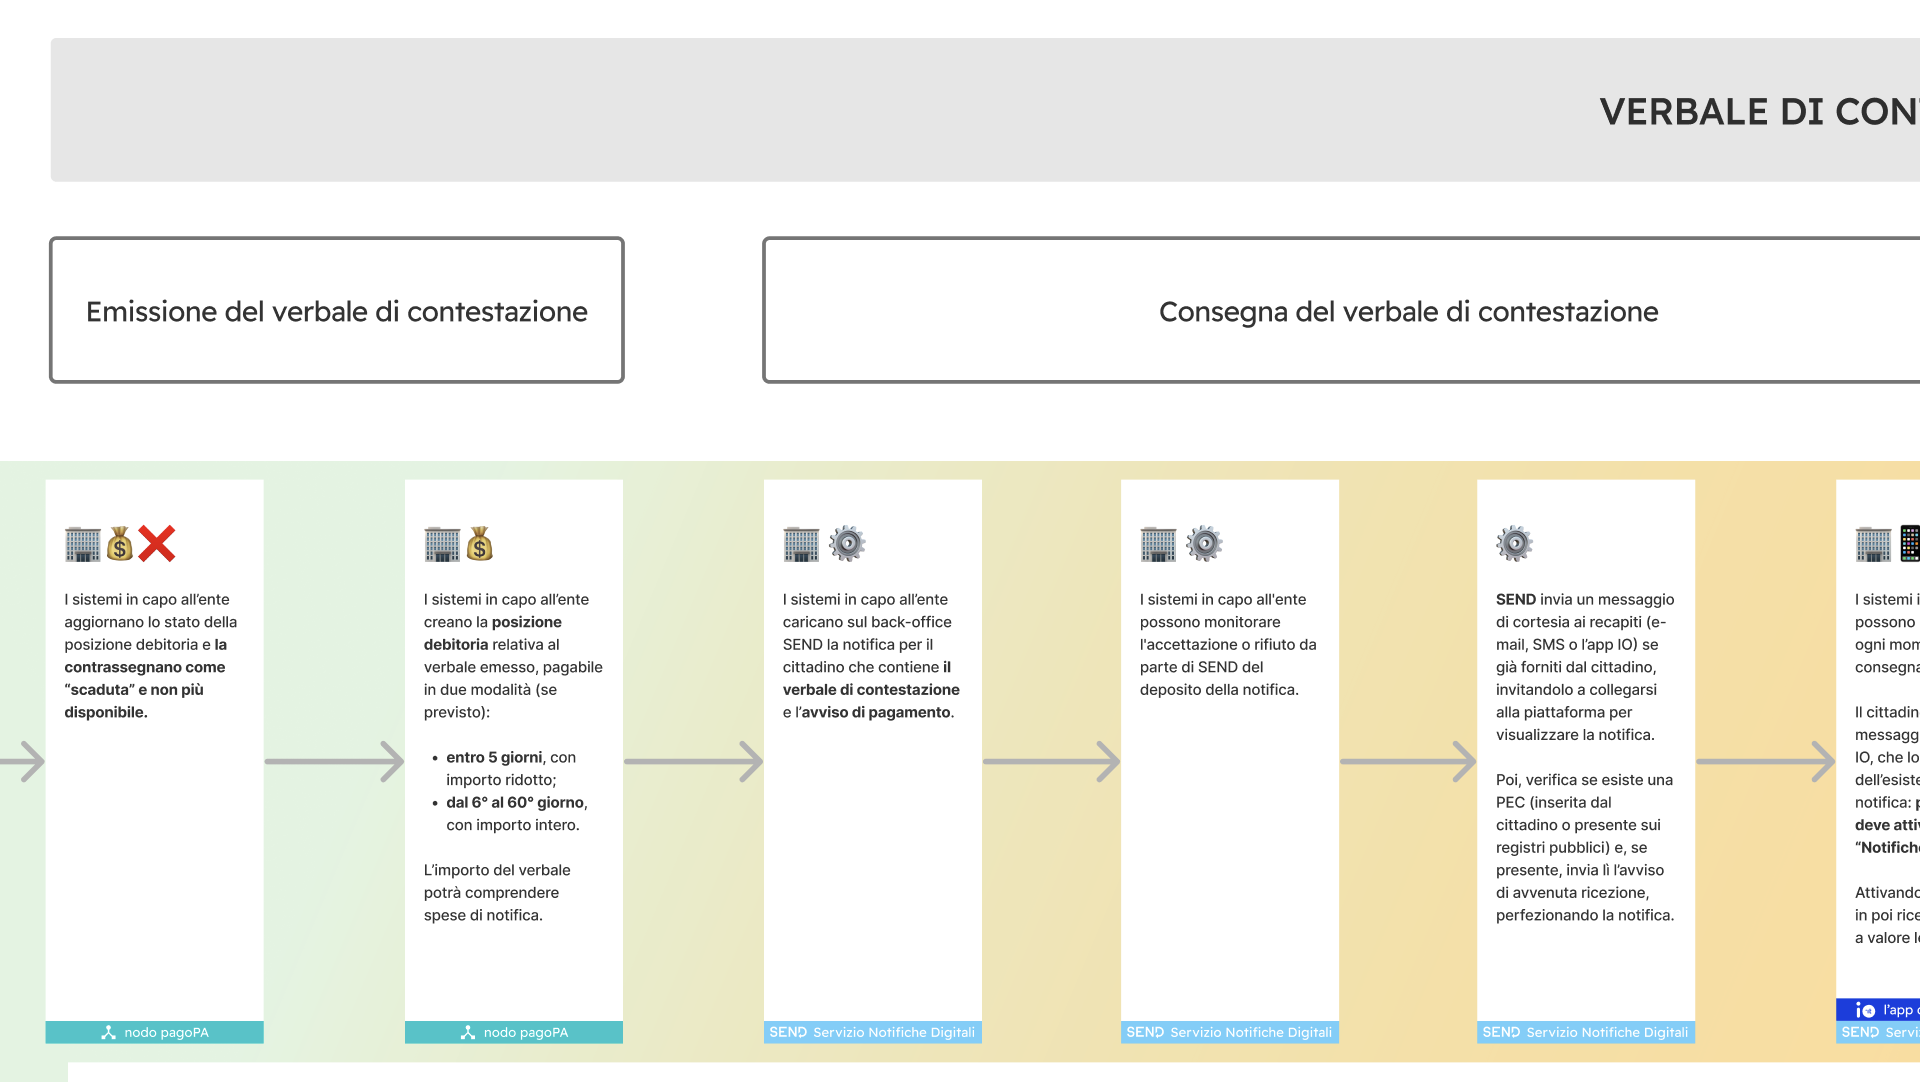 VERBALE DI CON
Emissione del verbale di contestazione
Consegna del verbale di contestazione
I sistemi in capo all’ente
aggiornano lo stato della
posizione debitoria e la
contrassegnano come
“scaduta” e non più
disponibile.
nodo pagoPA
I sistemi in capo all’ente
creano la posizione
debitoria relativa al
verbale emesso, pagabile
in due modalità (se
previsto):
• entro 5 giorni, con
importo ridotto;
• dal 6° al 60° giorno,
con importo intero.
L’importo del verbale
potrà comprendere
spese di notifica.
nodo pagoPA
I sistemi in capo all’ente
caricano sul back-office
SEND la notifica per il
cittadino che contiene il
verbale di contestazione
e l’avviso di pagamento.
SEND Servizio Notifiche Digitali
I sistemi in capo all'ente
possono monitorare
l'accettazione o rifiuto da
parte di SEND del
deposito della notifica.
SEND Servizio Notifiche Digitali
SEND invia un messaggio
di cortesia ai recapiti (e-
mail, SMS o l’app IO) se
già forniti dal cittadino,
invitandolo a collegarsi
alla piattaforma per
visualizzare la notifica.
Poi, verifica se esiste una
PEC (inserita dal
cittadino o presente sui
registri pubblici) e, se
presente, invia lì l’avviso
di avvenuta ricezione,
perfezionando la notifica.
SEND Servizio Notifiche Digitali
I sistemi i
possono
ogni mom
consegna
Il cittadin
messagg
IO, che lo
dell’esiste
notifica: p
deve atti
“Notifich
Attivando
in poi rice
a valore l
io l’app
SEND Servi